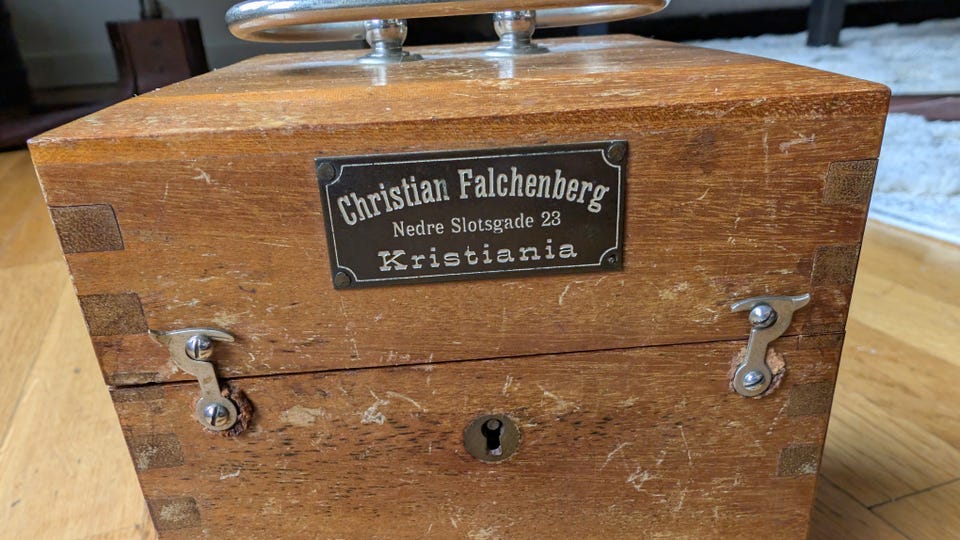 Christian Falchenberg
Nedre Slotsgade 23
Kristiania